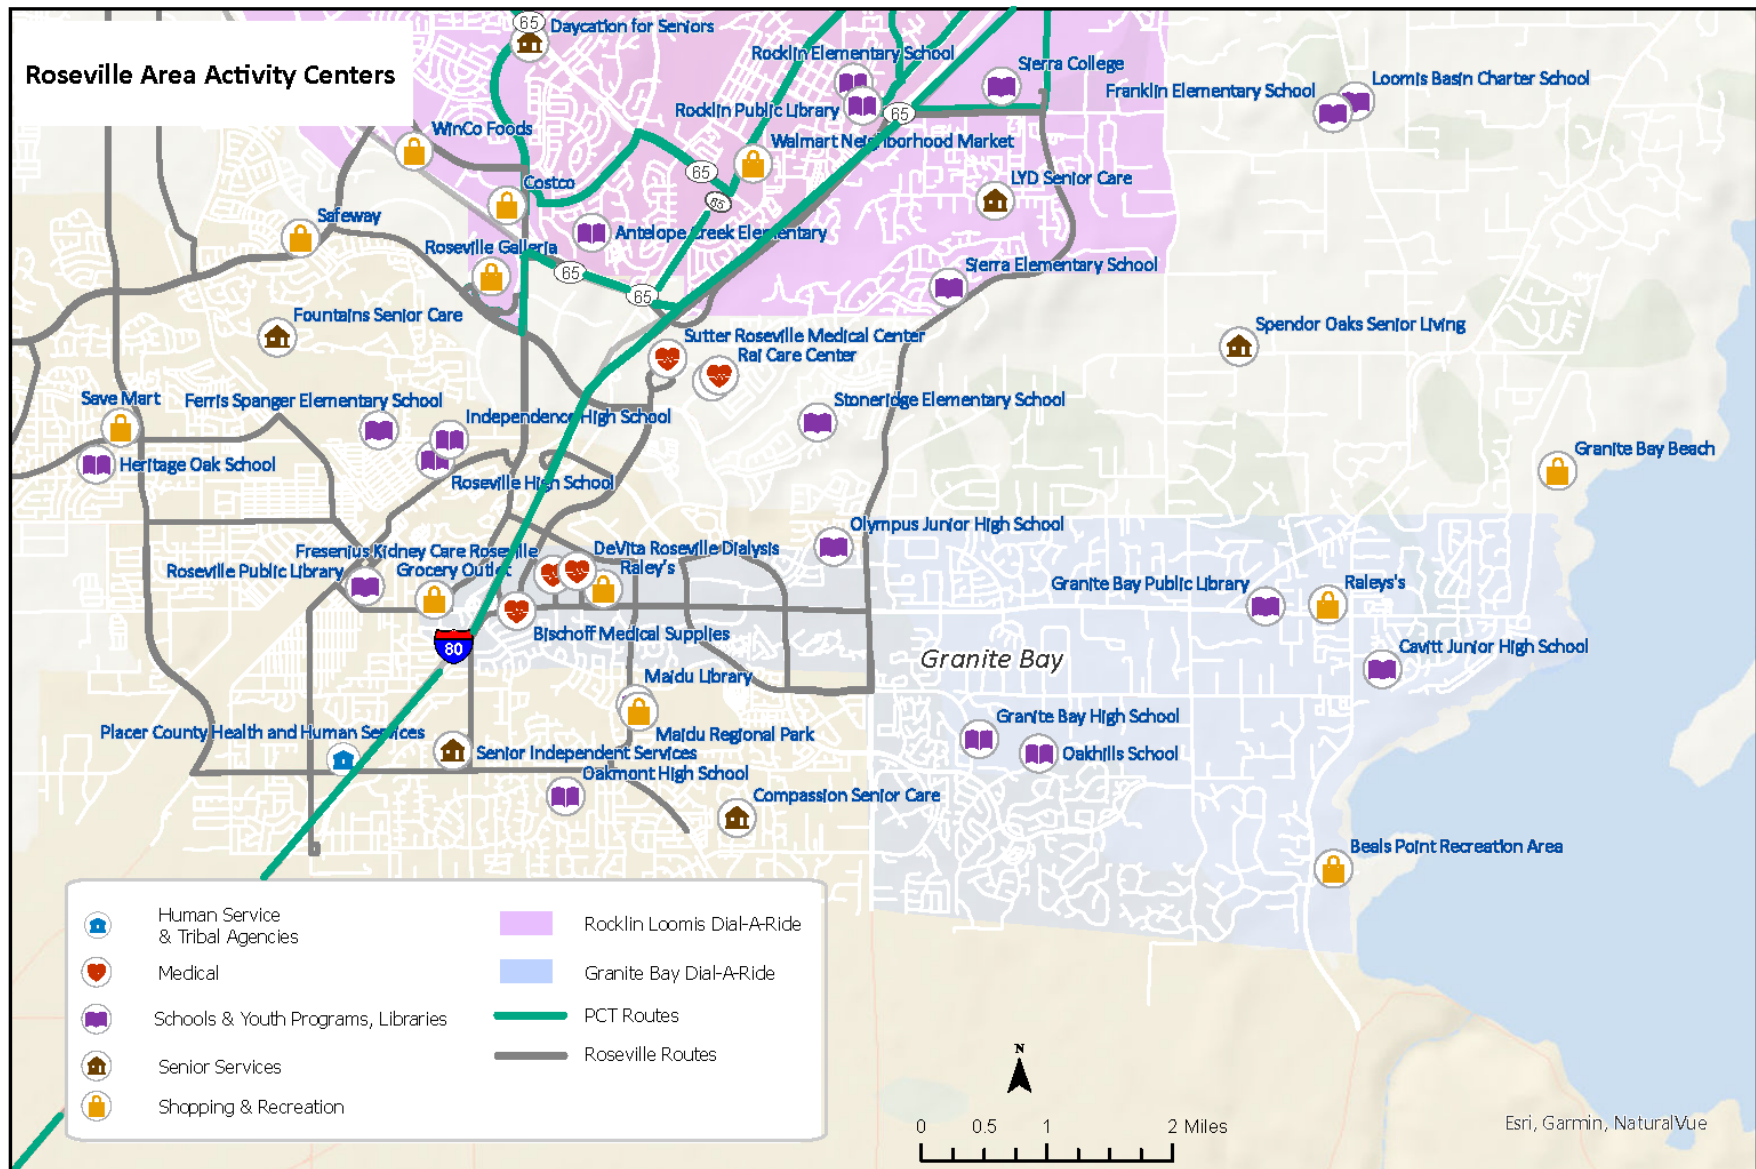 65
Daycation for Seniors
Roseville Area Activity Centers
Rocklin Elementary School
Sierra College
Loomis Basin Charter School
Franklin Elementary School
Rocklin Public Library
65
WinCo Foods
Walmart Neighborhood Market
65
Costco
LYD Senior Care
65
Safeway
Antelope Creek Elementary
Roseville Galleria
65
Sierra Elementary School
65
Fountains Senior Care
Spendor Oaks Senior Living
Sutter Roseville Medical Center
Rai Care Center
Save Mart
Ferris Spanger Elementary School
Stoneridge Elementary School
Independence High School
Granite Bay Beach
Heritage Oak School
Roseville High School
Olympus Junior High School
Fresenius Kidney Care Roseville
DeVita Roseville Dialysis
Roseville Public Library
Grocery Outlet
Raley's
Granite Bay Public Library
Raleys's
Bischoff Medical Supplies
80
Granite Bay
Cavitt Junior High School
Maidu Library
Granite Bay High School
Placer County Health and Human Services
Maidu Regional Park
Senior Independent Services
Oakhills School
Oakmont High School
Compassion Senior Care
Beals Point Recreation Area
Human Service
& Tribal Agencies
Medical
Schools & Youth Programs, Libraries
Senior Services
Shopping & Recreation
Rocklin Loomis Dial-A-Ride
Granite Bay Dial-A-Ride
PCT Routes
Roseville Routes
N
0 0.5 1 2 Miles
Esri, Garmin, NaturalVue